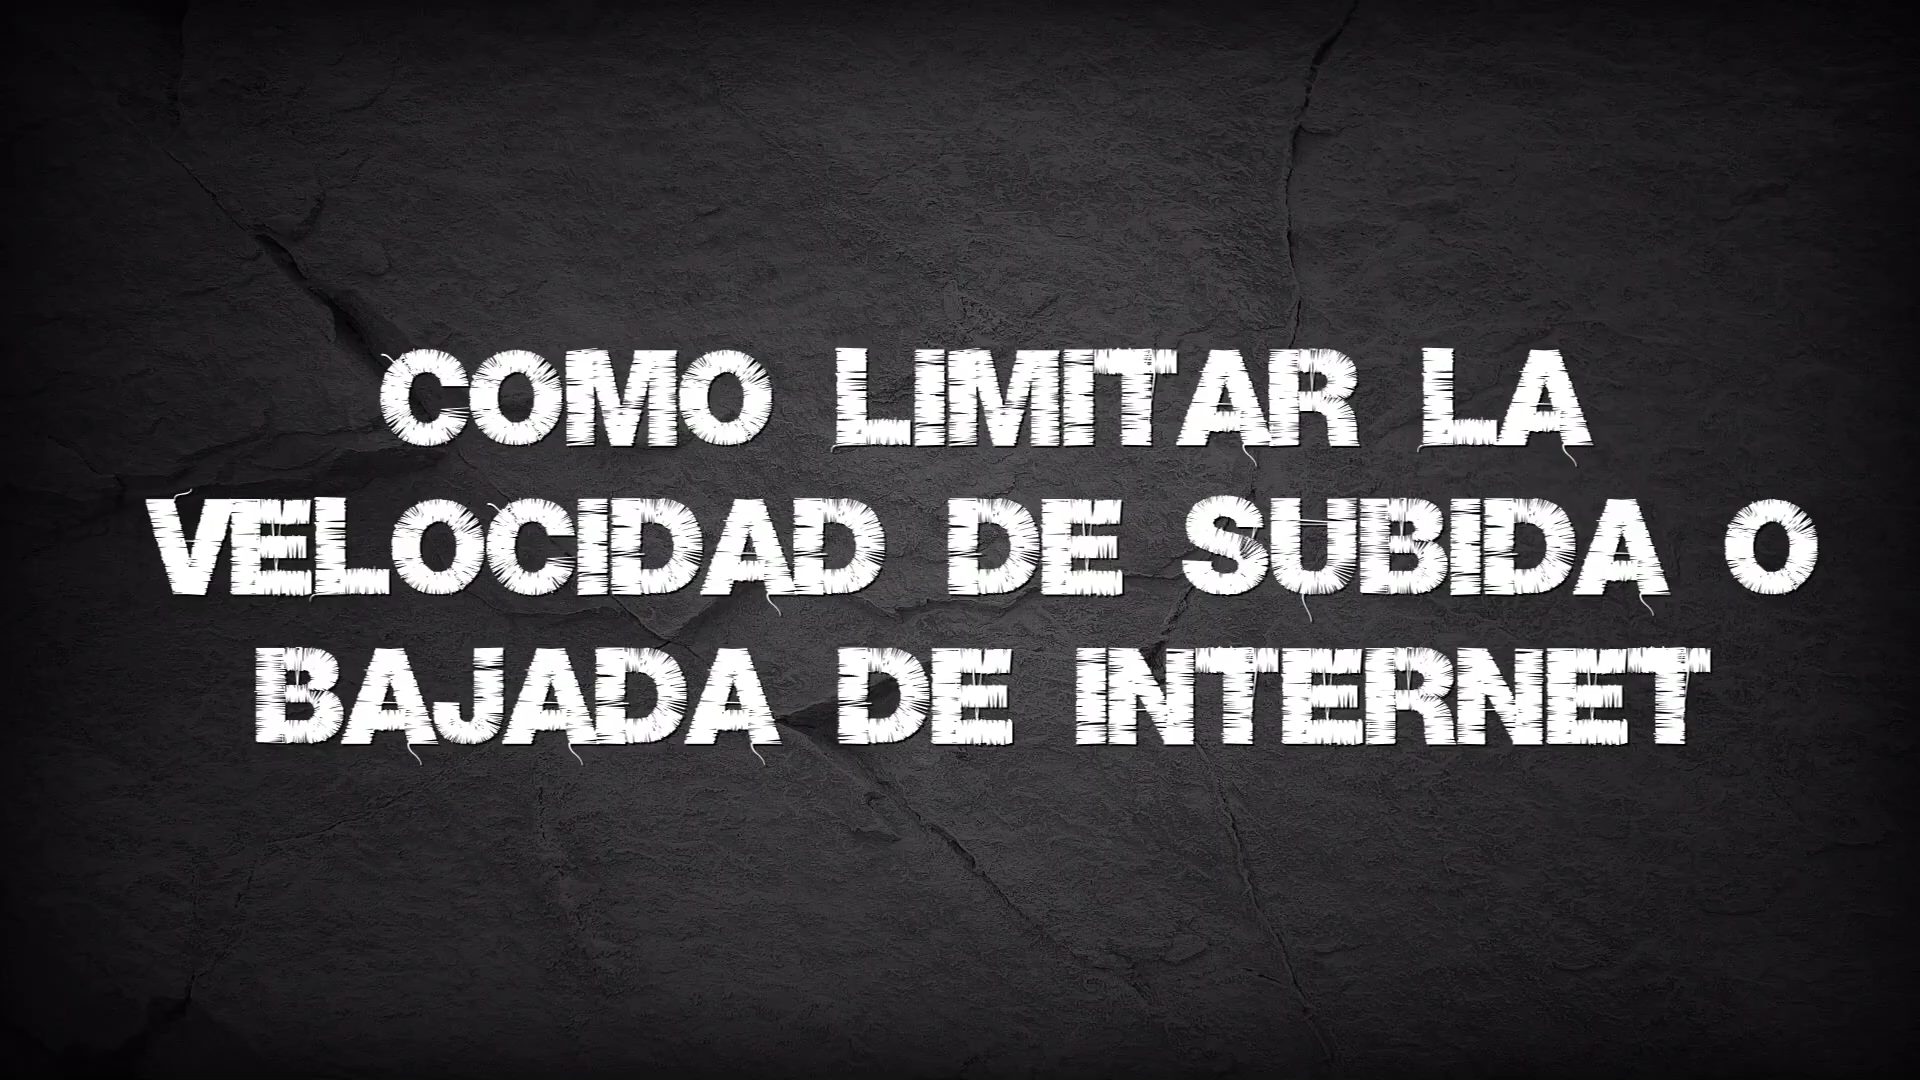 COMO LIMITAR LA
VELOCIDAD DE SUBIDA O
BAJADA DE INTERNET